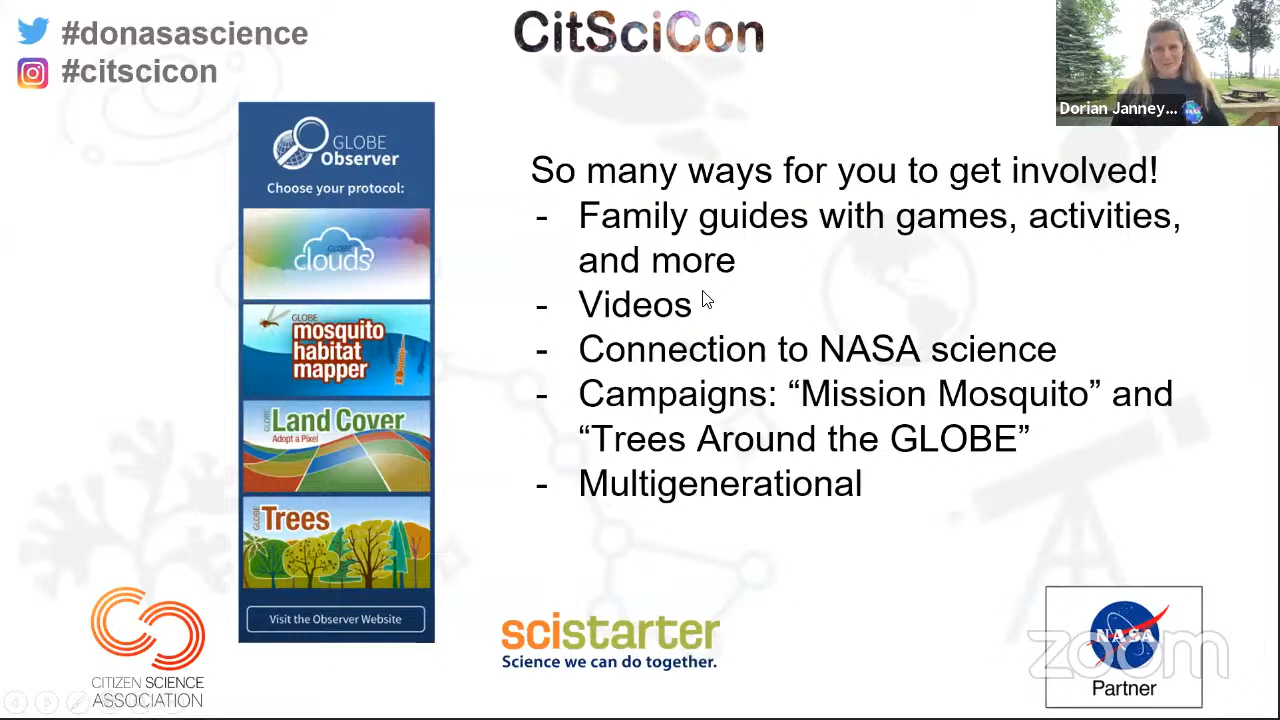 #donasascience
#citscicon
CitSciCon
Dorian Janney...
GLOBE
Observer
Choose your protocol:
GLOBE
clouds
GLOBE
mosquito
habitat
mapper
GLOBE
Land Cover
Adopt a Pixel
GLOBE
Trees
Visit the Observer Website
So many ways for you to get involved!
- Family guides with games, activities,
and more
- Videos
- Connection to NASA science
- Campaigns: “Mission Mosquito” and
“Trees Around the GLOBE”
- Multigenerational
CITIZEN SCIENCE
ASSOCIATION
scistarter
Science we can do together.
NASA
zoom
Partner